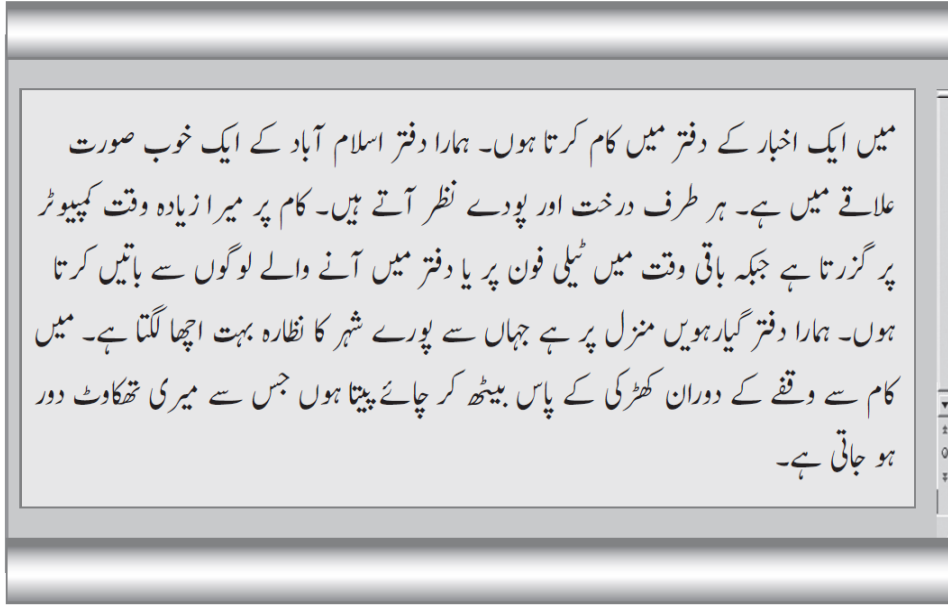 میں ایک اخبار کے دفتر میں کام کرتا ہوں۔ ہمارا دفتر اسلام آباد کے ایک خوب صورت
علاقے میں ہے۔ ہر طرف درخت اور پودے نظر آتے ہیں۔ کام پر میرا زیادہ وقت کمپیوٹر
پر گزرتا ہے جبکہ باقی وقت میں ٹیلی فون پر یا دفتر میں آنے والے لوگوں سے باتیں کرتا
ہوں۔ ہمارا دفتر گیارہویں منزل پر ہے جہاں سے پورے شہر کا نظارہ بہت اچھا لگتا ہے۔ میں
کام سے وقفے کے دوران کھڑکی کے پاس بیٹھ کر چائے پیتا ہوں جس سے میری تھکاوٹ دور
ہو جاتی ہے۔